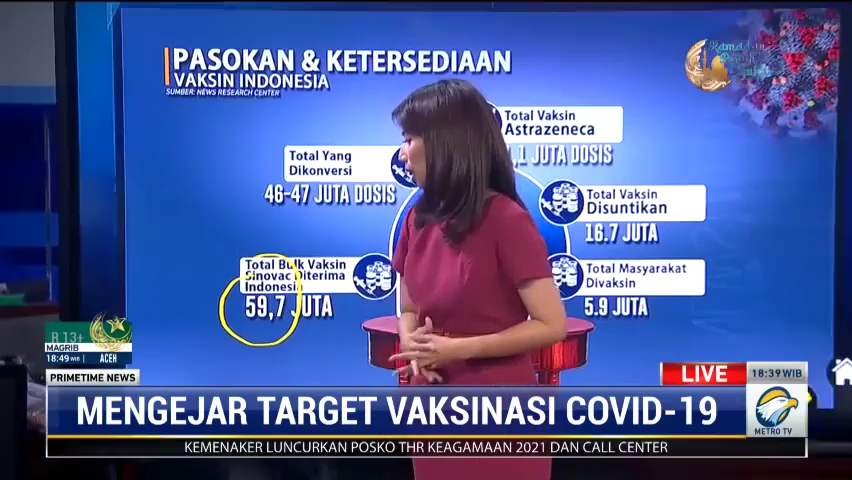 PASOKAN & KETERSEDIAAN
VAKSIN INDONESIA
SUMBER: NEWS RESEARCH CENTER
Total Vaksin
Astrazeneca
,1 JUTA DOSIS
Total Yang
Dikonversi
46-47 JUTA DOSIS
Total Vaksin
Disuntikan
16.7 JUTA
Total Bulk Vaksin
Sinovac Diterima
Indonesia
59,7 JUTA
Total Masyarakat
Divaksin
5.9 JUTA
R 13+
MAGRIB
18:49 WIB ACEH
PRIMETIME NEWS
LIVE
18:39 WIB
MENGEJAR TARGET VAKSINASI COVID-19
METRO TV
KEMENAKER LUNCURKAN POSKO THR KEAGAMAAN 2021 DAN CALL CENTER